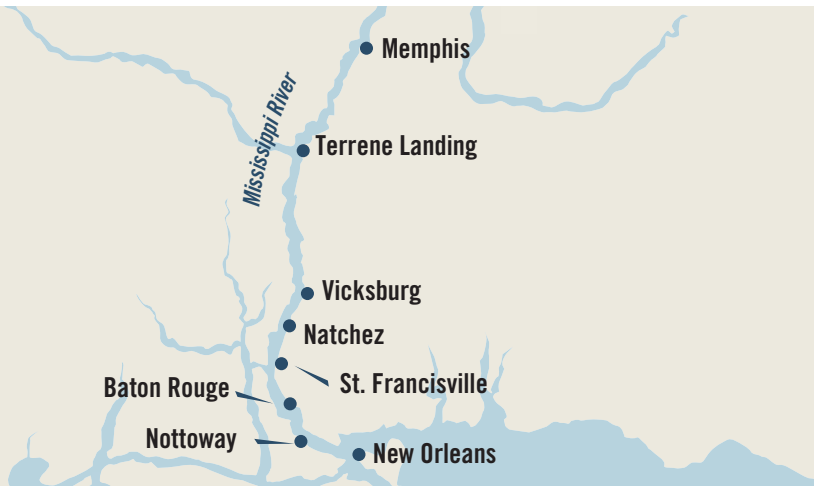 Memphis
Mississippi River
Terrene Landing
Vicksburg
Natchez
St. Francisville
Baton Rouge
Nottoway
New Orleans